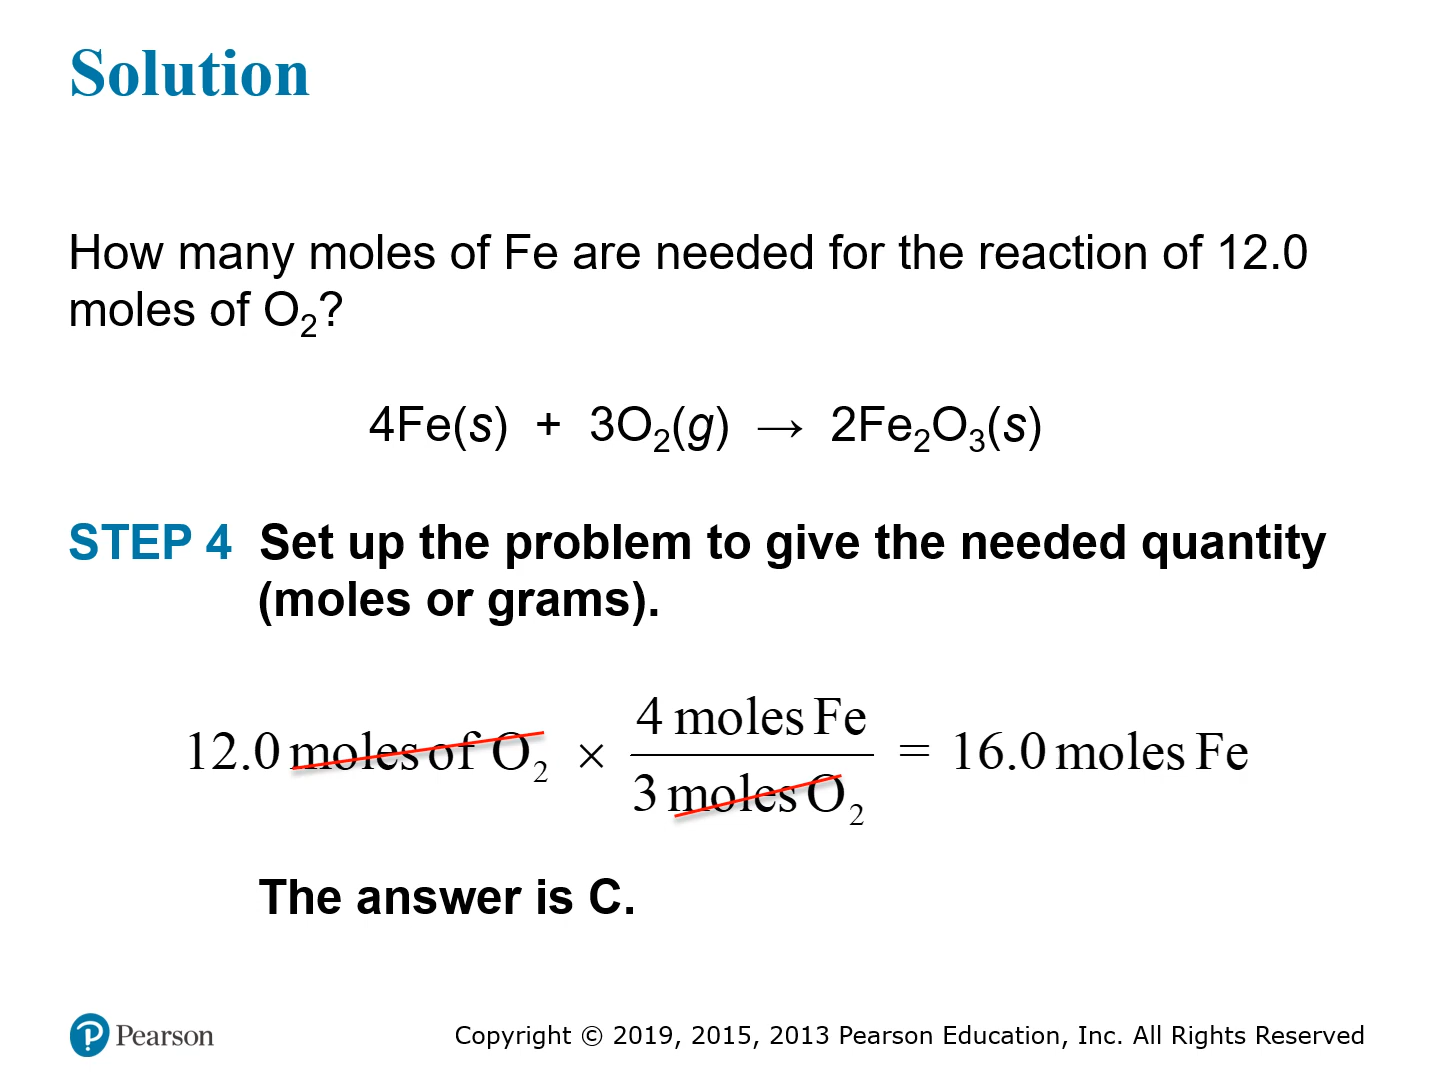 Solution
How many moles of Fe are needed for the reaction of 12.0
moles of O₂?
4Fe(s) + 3O₂(g) → 2Fe₂O₃(s)
STEP 4 Set up the problem to give the needed quantity
(moles or grams).
12.0 moles of O₂ × 4 moles Fe / 3 moles O₂ = 16.0 moles Fe
The answer is C.
Pearson
Copyright © 2019, 2015, 2013 Pearson Education, Inc. All Rights Reserved